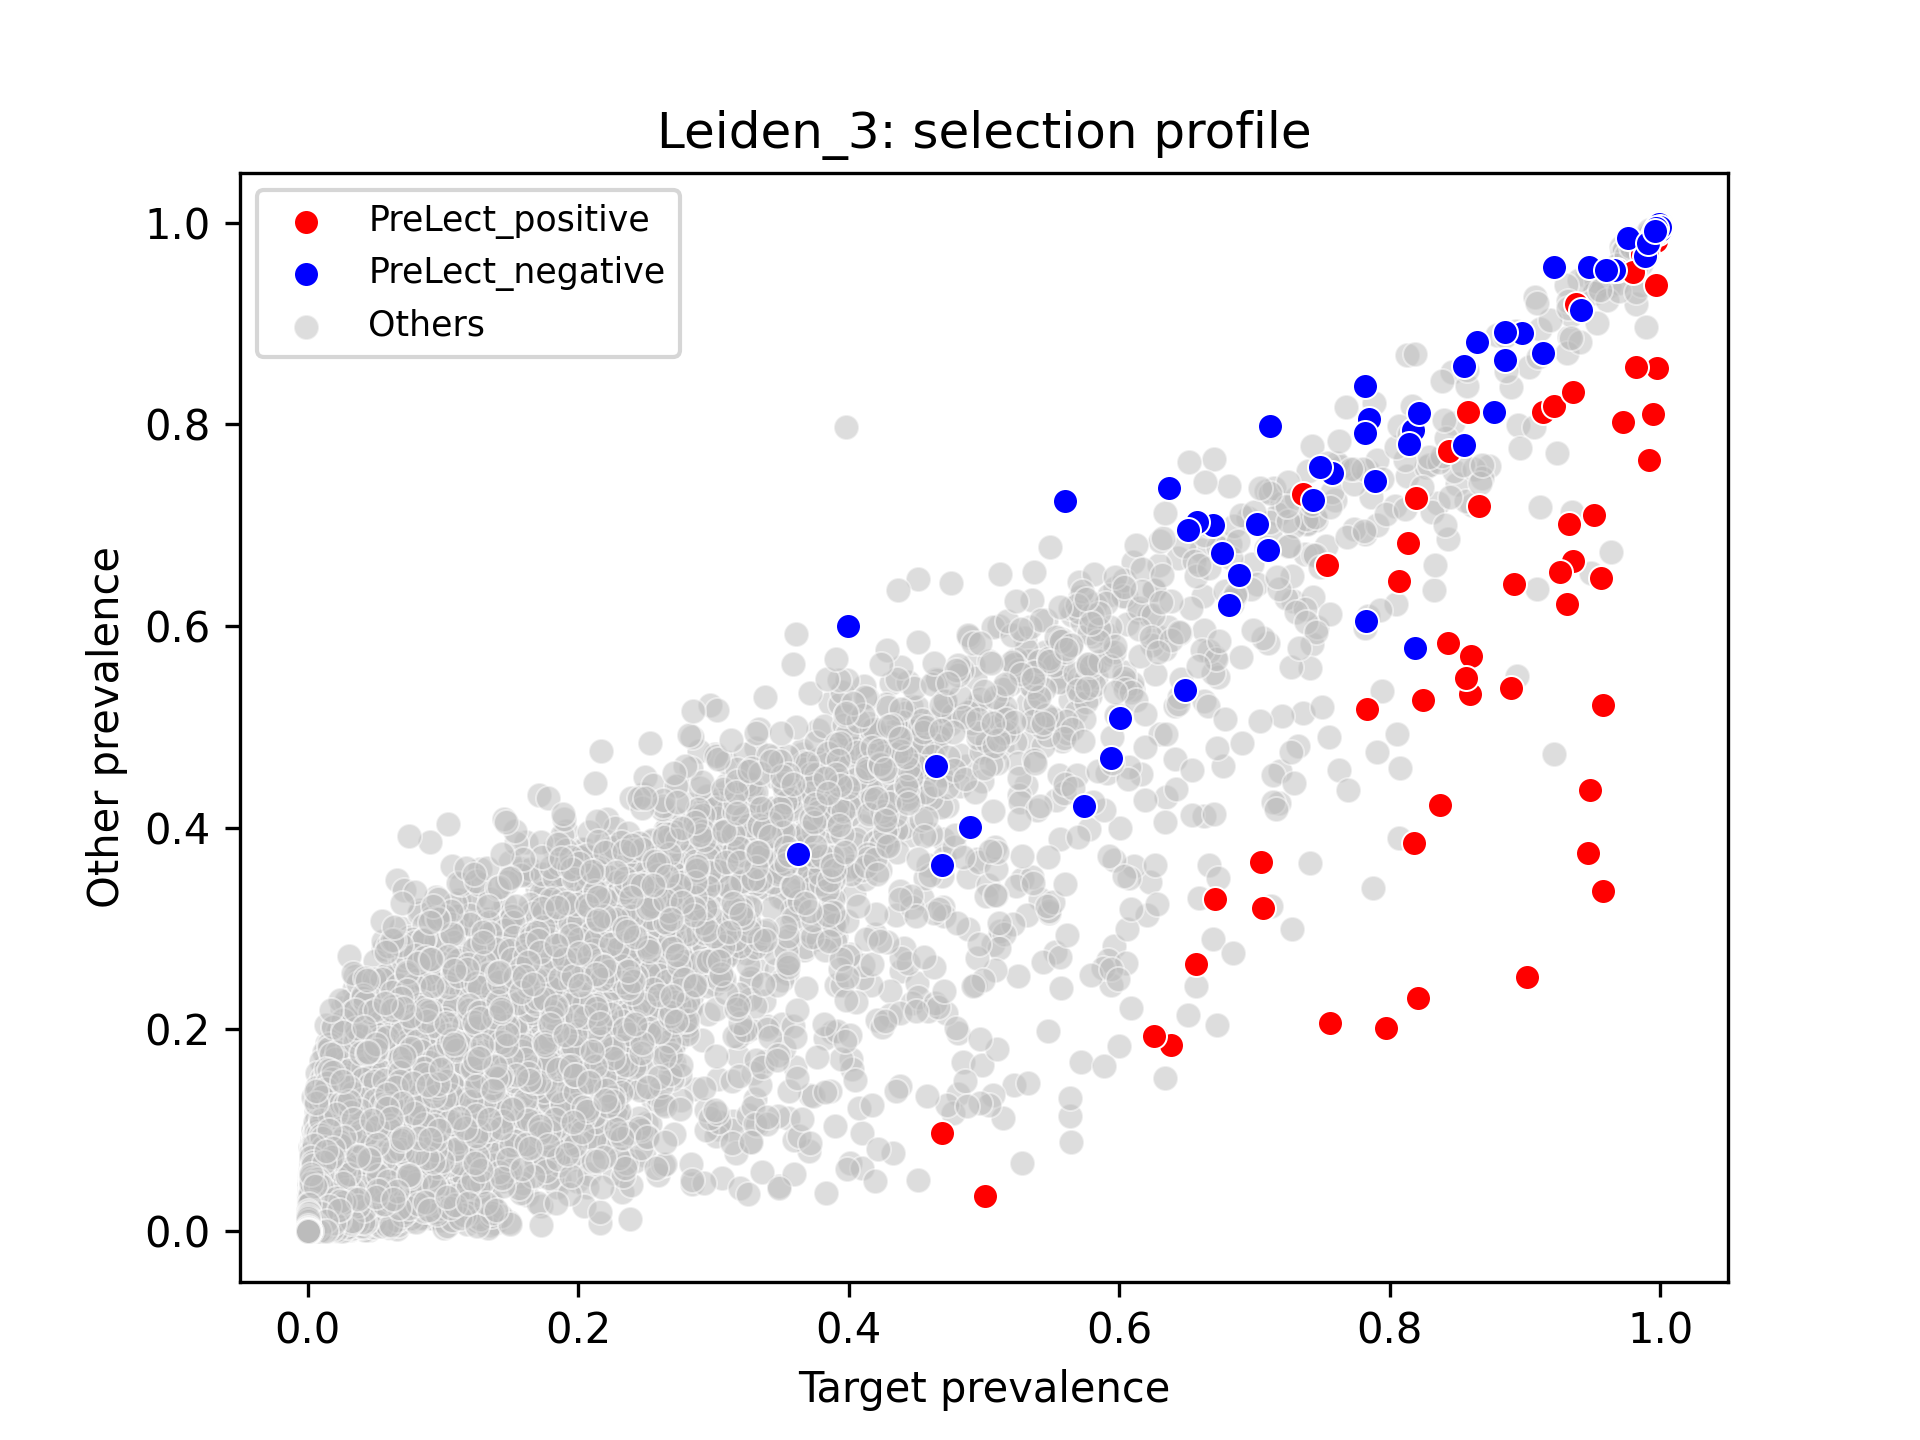 Leiden_3: selection profile
PreLect_positive
PreLect_negative
Others
1.0
0.8
0.6
0.4
0.2
0.0
Other prevalence
0.0 0.2 0.4 0.6 0.8 1.0
Target prevalence